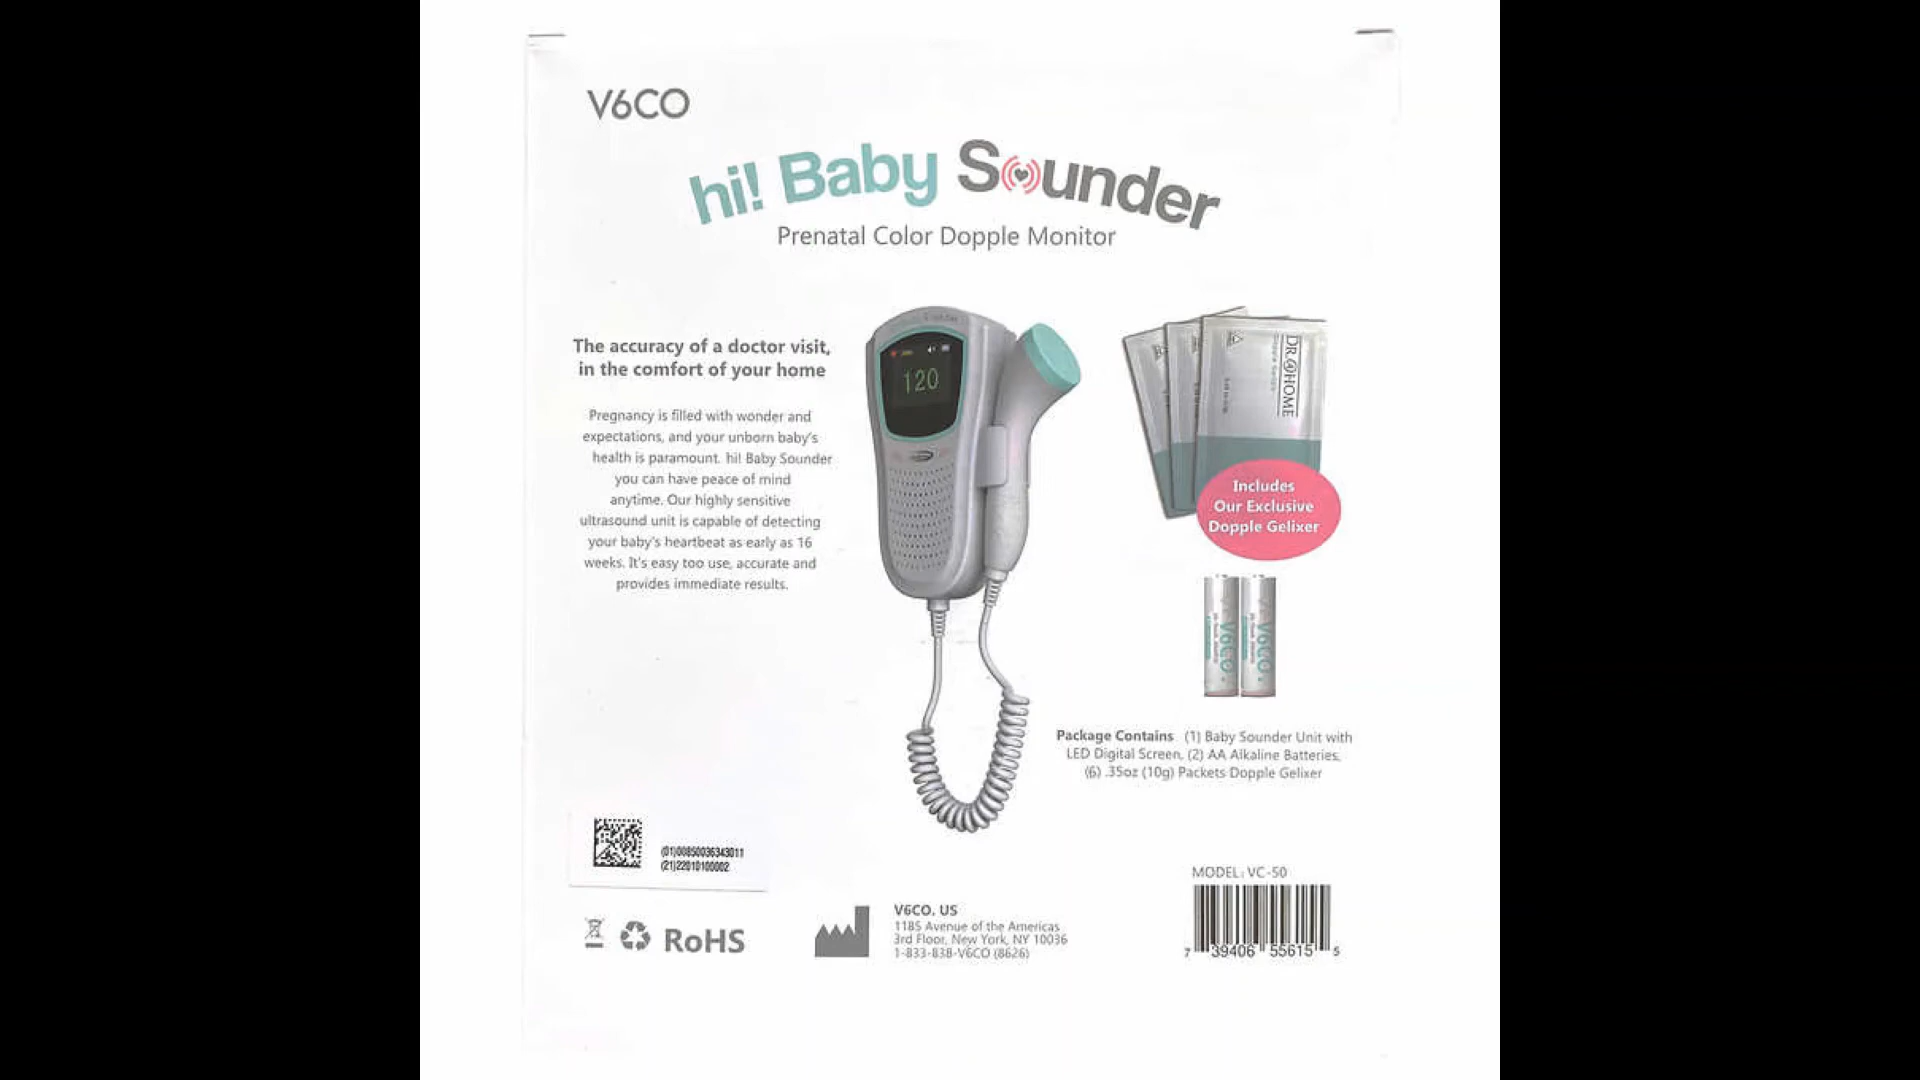 V6CO
hi! Baby Sounder
Prenatal Color Dopple Monitor
The accuracy of a doctor visit,
in the comfort of your home
Pregnancy is filled with wonder and
expectations, and your unborn baby's
health is paramount. hi! Baby Sounder
you can have peace of mind
anytime. Our highly sensitive
ultrasound unit is capable of detecting
your baby's heartbeat as early as 16
weeks. It's easy too use, accurate and
provides immediate results.
120
DR.@HOME
Includes
Our Exclusive
Dopple Gelixer
V6CO.
V6CO.
Package Contains (1) Baby Sounder Unit with
LED Digital Screen, (2) AA Alkaline Batteries,
(6) .35oz (10g) Packets Dopple Gelixer
(01)00850036343011
(21)22010100002
RoHS
V6CO. US
1185 Avenue of the Americas
3rd Floor, New York, NY 10036
1-833-838-V6CO (8626)
MODEL: VC-50
7 39406 55615 5